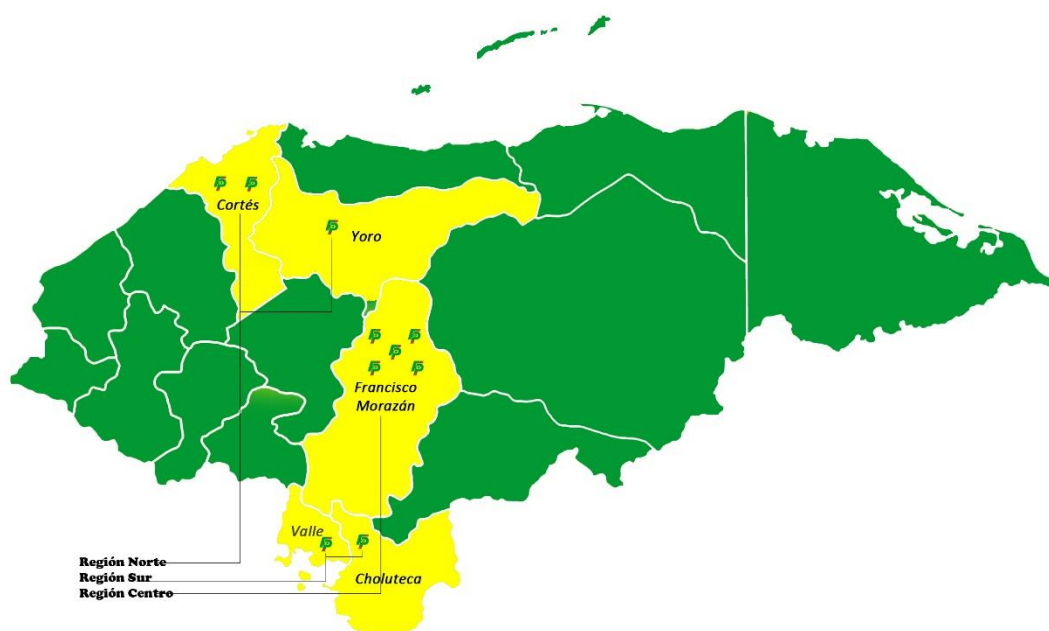 Cortés
Yoro
Francisco
Morazán
Valle
Choluteca
Región Norte
Región Sur
Región Centro